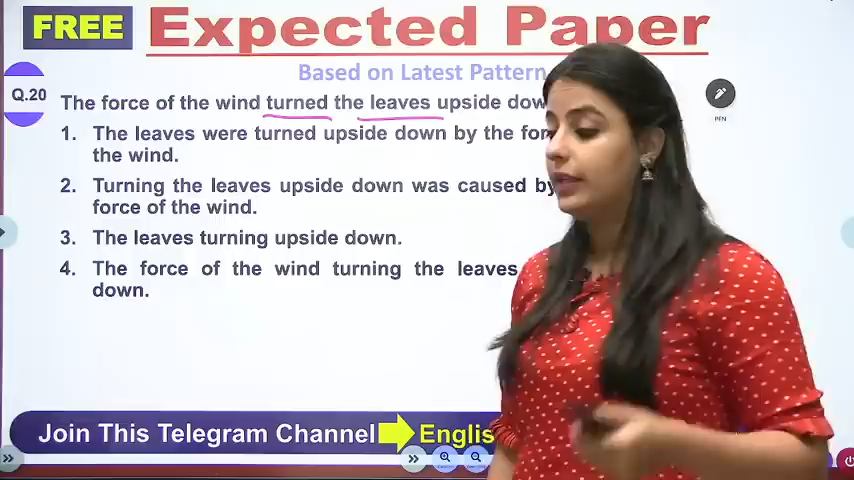 FREE Expected Paper
Based on Latest Pattern
Q.20 The force of the wind turned the leaves upside
1. The leaves were turned upside down by the
the wind.
2. Turning the leaves upside down was caused by
force of the wind.
3. The leaves turning upside down.
4. The force of the wind turning the leaves
down.
PEN
Join This Telegram Channel